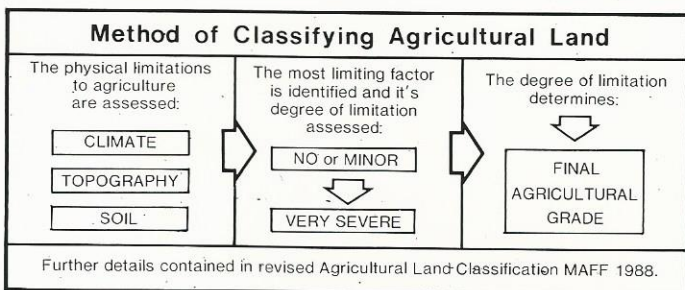 Method of Classifying Agricultural Land
The physical limitations
to agriculture
are assessed:
CLIMATE
TOPOGRAPHY
SOIL
The most limiting factor
is identified and it's
degree of limitation
assessed:
NO or MINOR
VERY SEVERE
The degree of limitation
determines:
FINAL
AGRICULTURAL
GRADE
Further details contained in revised Agricultural Land Classification MAFF 1988.